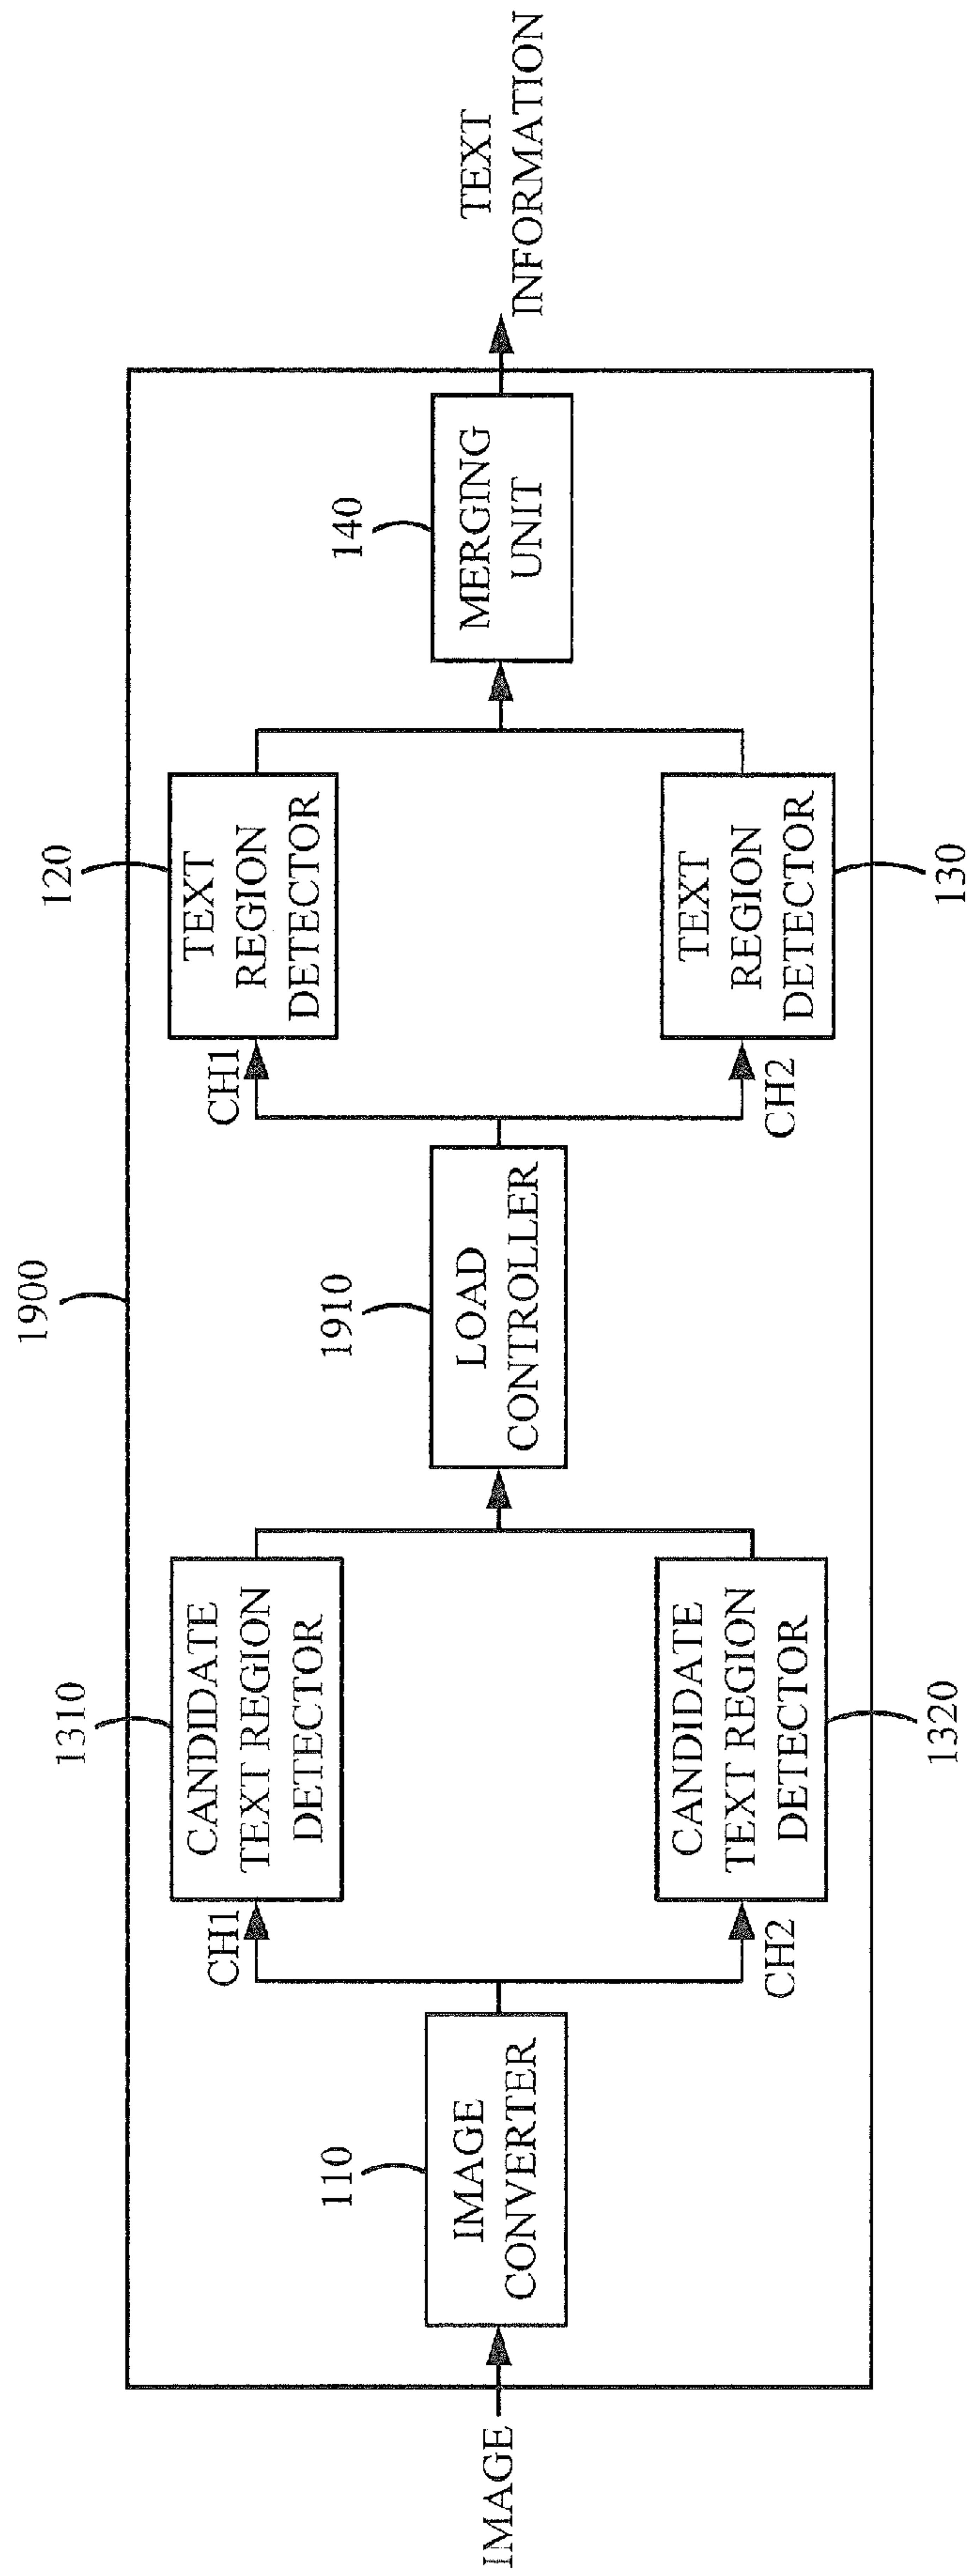 1900
IMAGE
110
IMAGE
CONVERTER
CH1
CH2
1310
CANDIDATE
TEXT REGION
DETECTOR
CANDIDATE
TEXT REGION
DETECTOR
1320
1910
LOAD
CONTROLLER
CH1
CH2
120
TEXT
REGION
DETECTOR
TEXT
REGION
DETECTOR
130
140
MERGING
UNIT
TEXT
INFORMATION